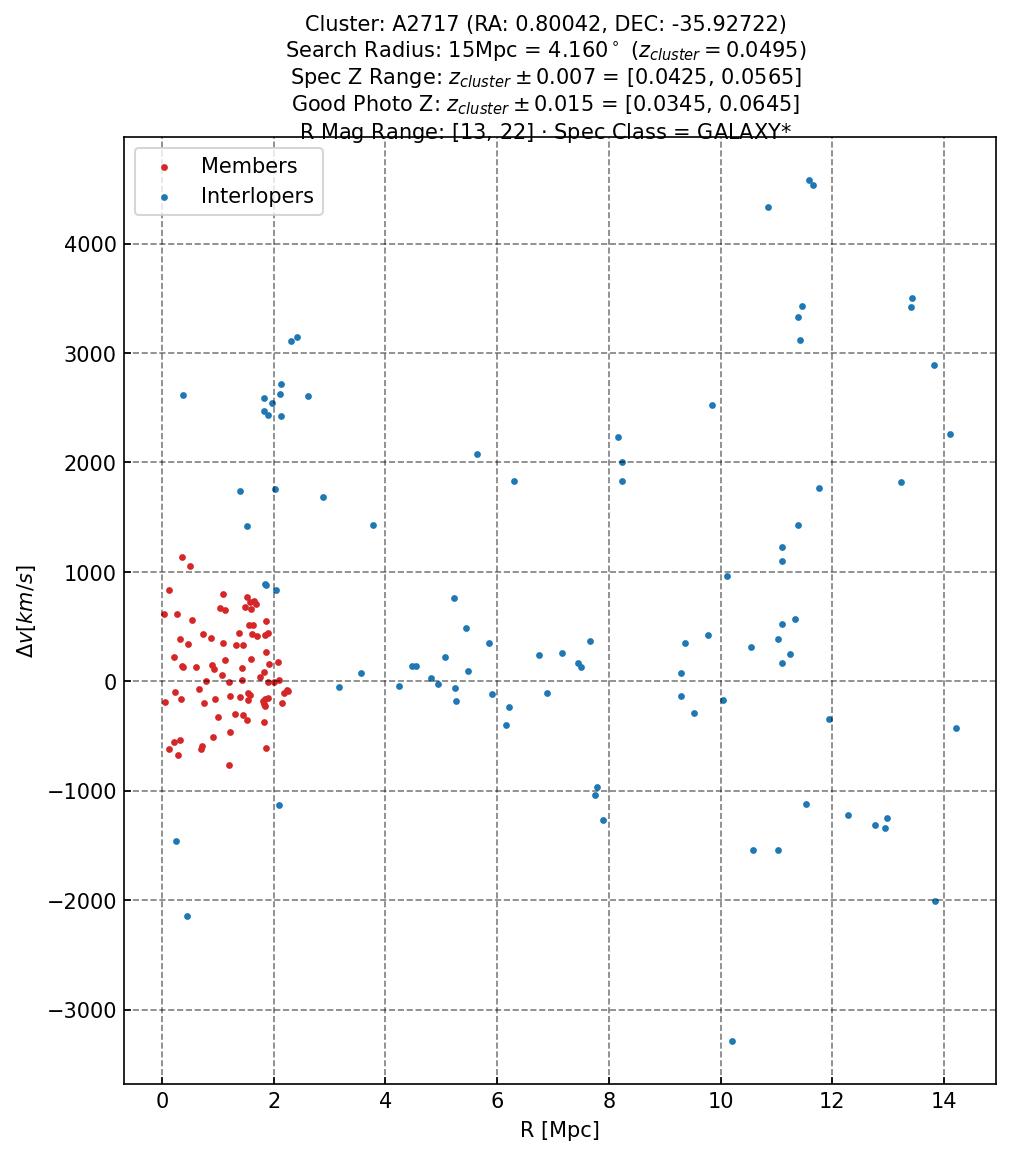 Cluster: A2717 (RA: 0.80042, DEC: -35.92722)
Search Radius: 15Mpc = 4.160° (z_cluster = 0.0495)
Spec Z Range: z_cluster ± 0.007 = [0.0425, 0.0565]
Good Photo Z: z_cluster ± 0.015 = [0.0345, 0.0645]
R Mag Range: [13, 22] · Spec Class = GALAXY*
Members
Interlopers
4000
3000
2000
1000
0
−1000
−2000
−3000
Δv[km/s]
0 2 4 6 8 10 12 14
R [Mpc]